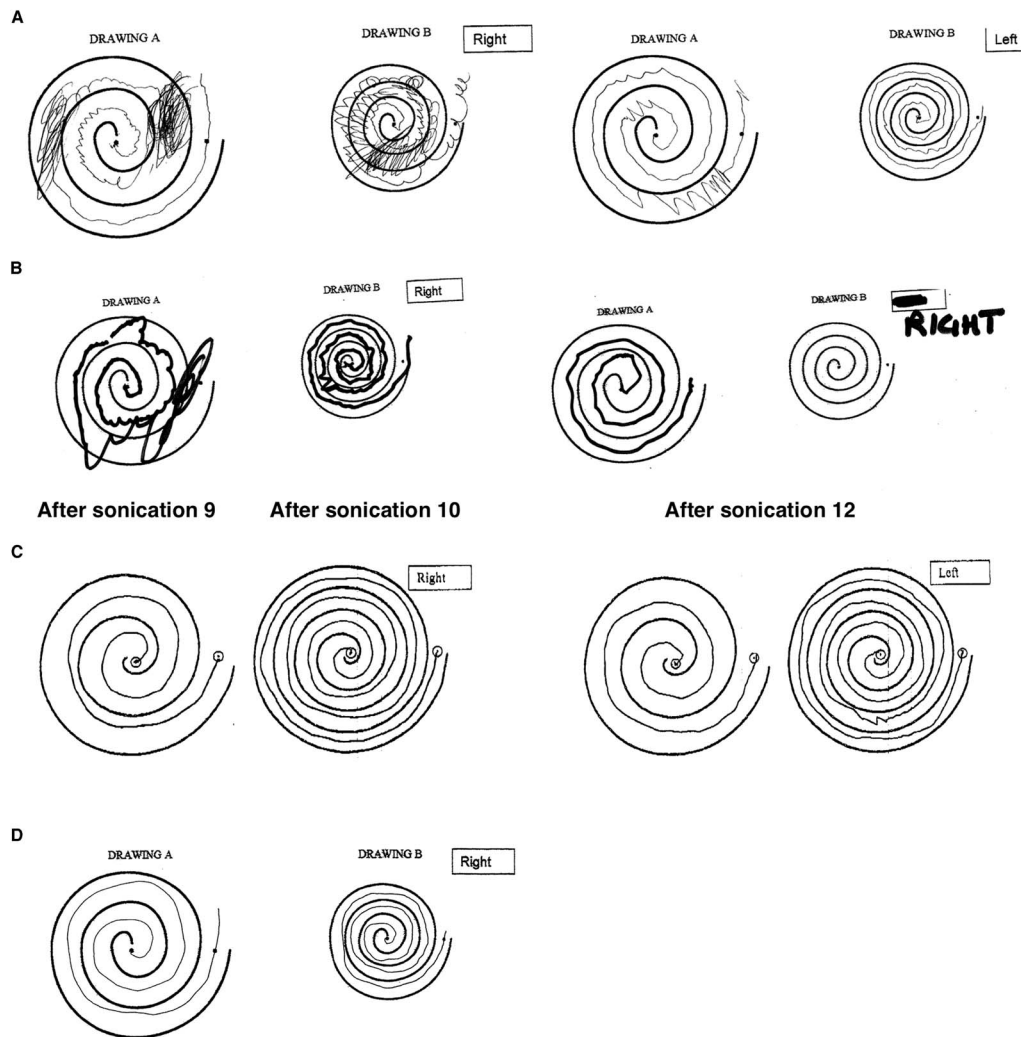 A
DRAWING A
DRAWING B
Right
DRAWING A
DRAWING B
Left
B
DRAWING A
DRAWING B
Right
DRAWING A
DRAWING B
RIGHT
After sonication 9
After sonication 10
After sonication 12
C
Right
Left
D
DRAWING A
DRAWING B
Right